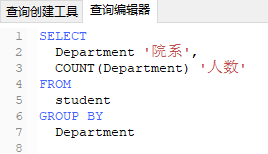 查询创建工具 查询编辑器
1 SELECT
2 Department '院系',
3 COUNT(Department) '人数'
4 FROM
5 student
6 GROUP BY
7 Department
8